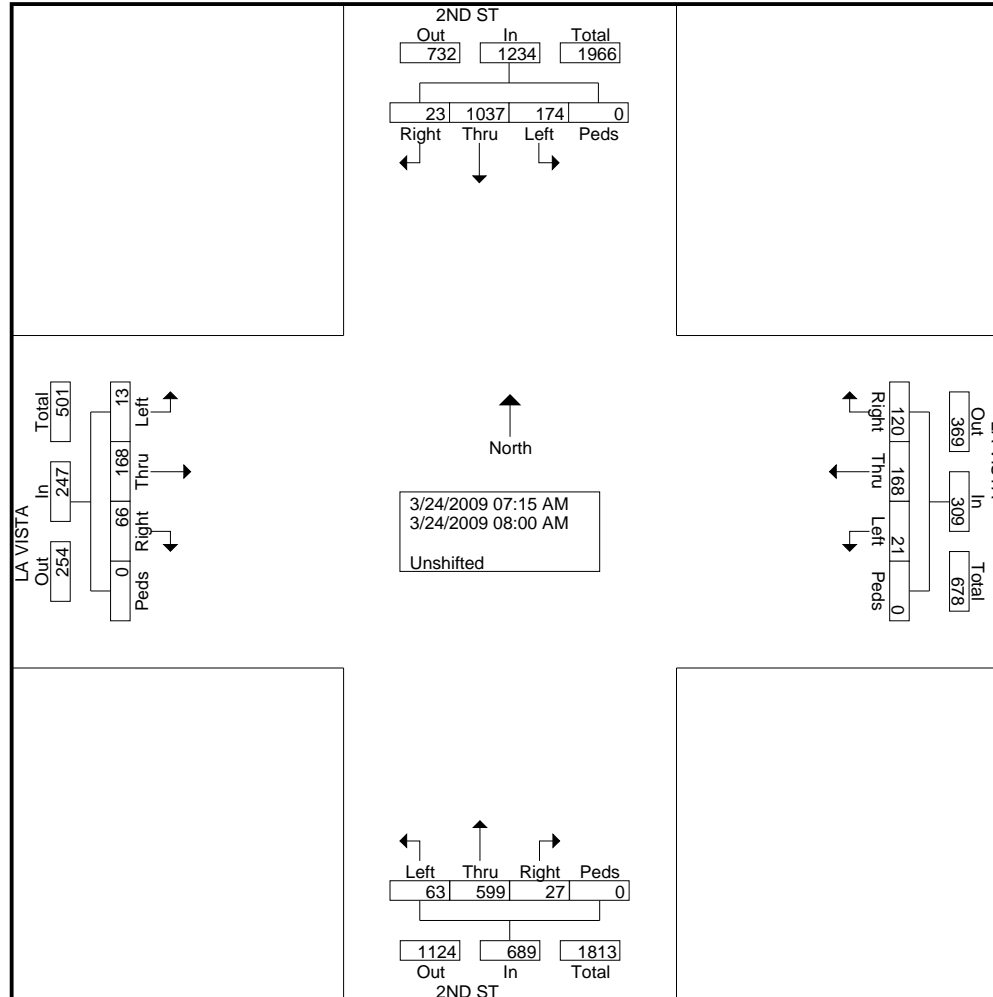 2ND ST
Out In Total
732 1234 1966
23 1037 174 0
Right Thru Left Peds
LA VISTA
Total In Out
501 247 254
13 168 66 0
Left Thru Right Peds
North
3/24/2009 07:15 AM
3/24/2009 08:00 AM
Unshifted
Right Thru Left Peds
120 168 21 0
Out In Total
369 309 678
Left Thru Right Peds
63 599 27 0
1124 689 1813
Out In Total
2ND ST